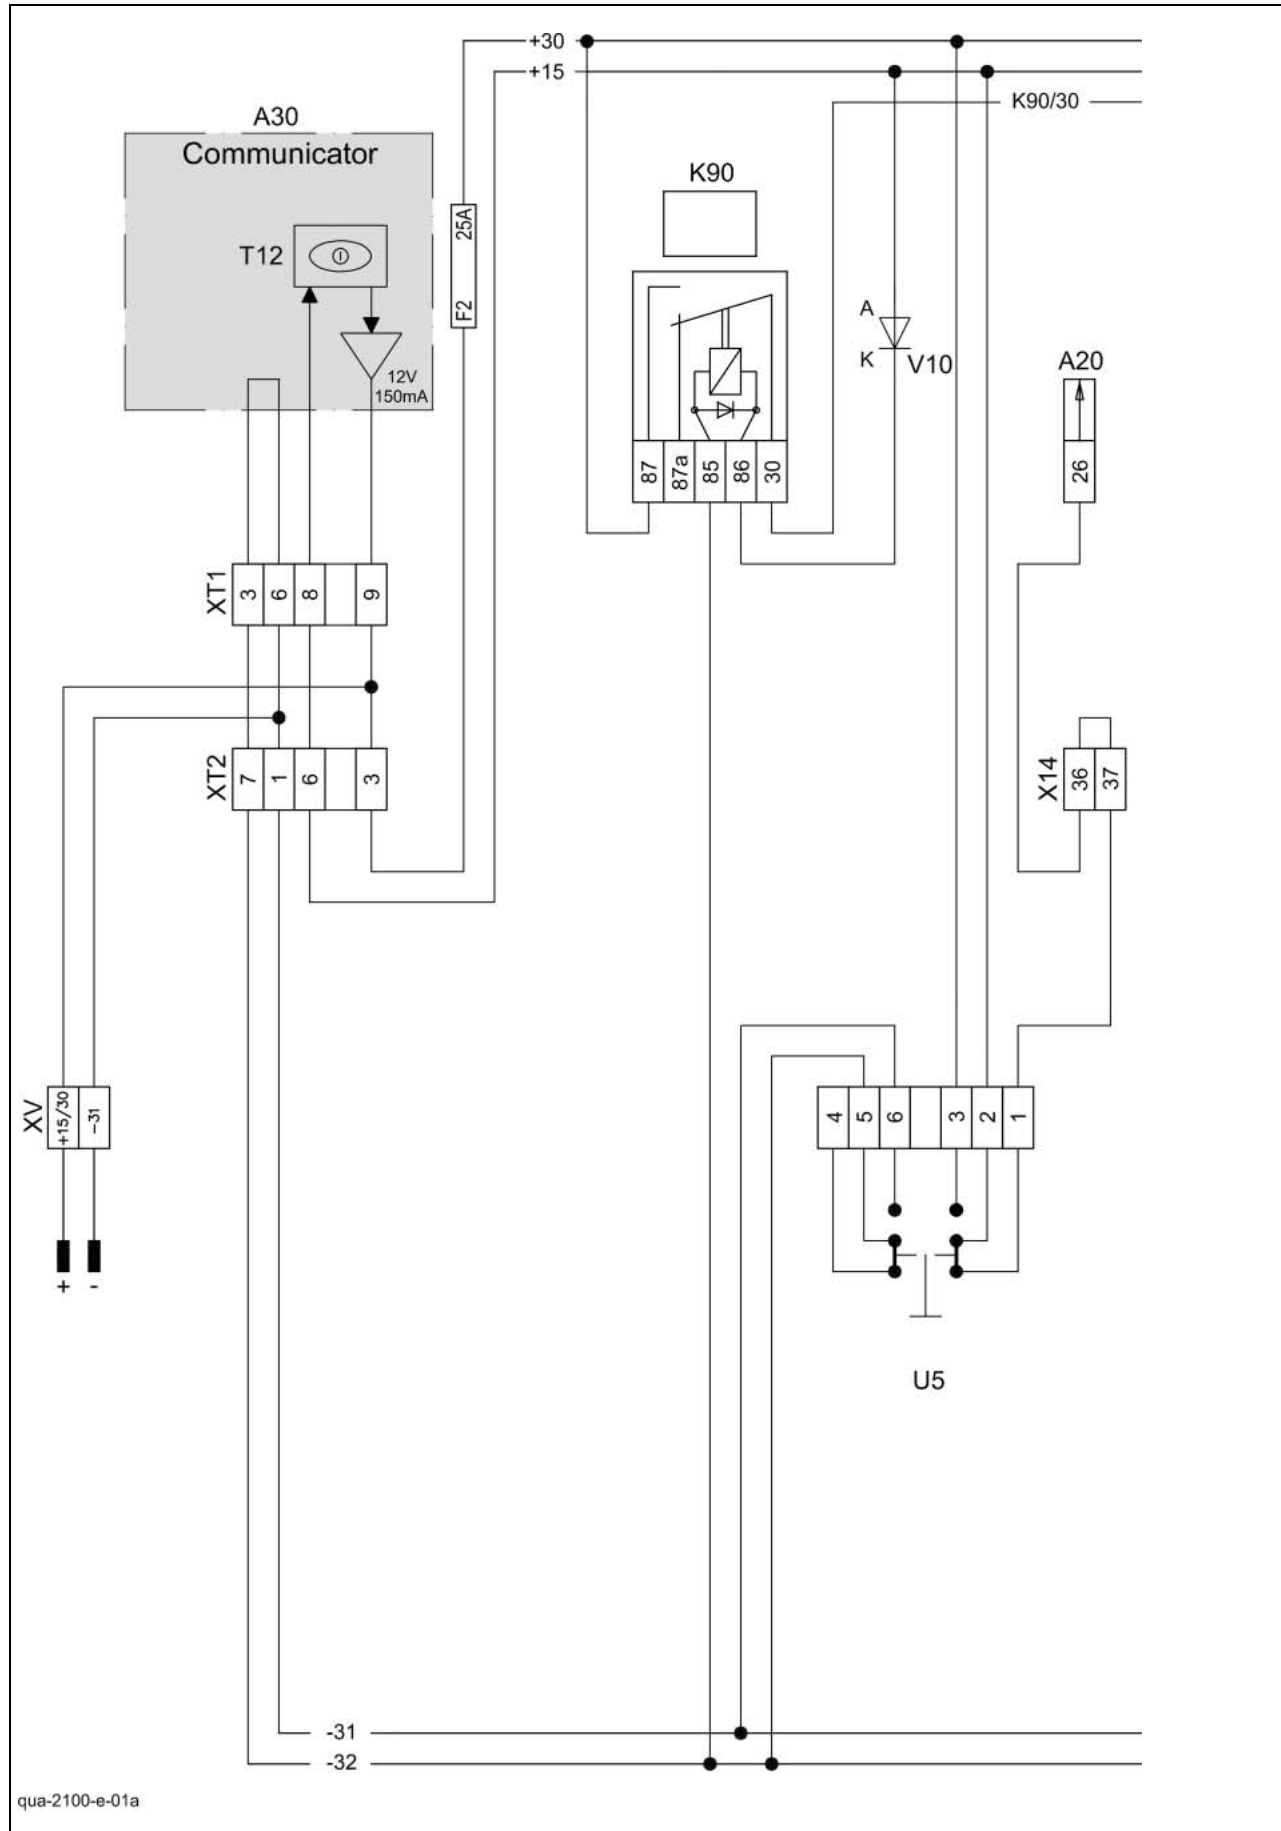 +30
+15
K90/30
A30
Communicator
K90
T12
25A
F2
A
K
V10
12V
150mA
A20
87
87a
85
86
30
26
XT1
3
6
8
9
XT2
7
1
6
3
X14
36
37
XV
+15/30
-31
4
5
6
3
2
1
+
-
U5
-31
-32
qua-2100-e-01a